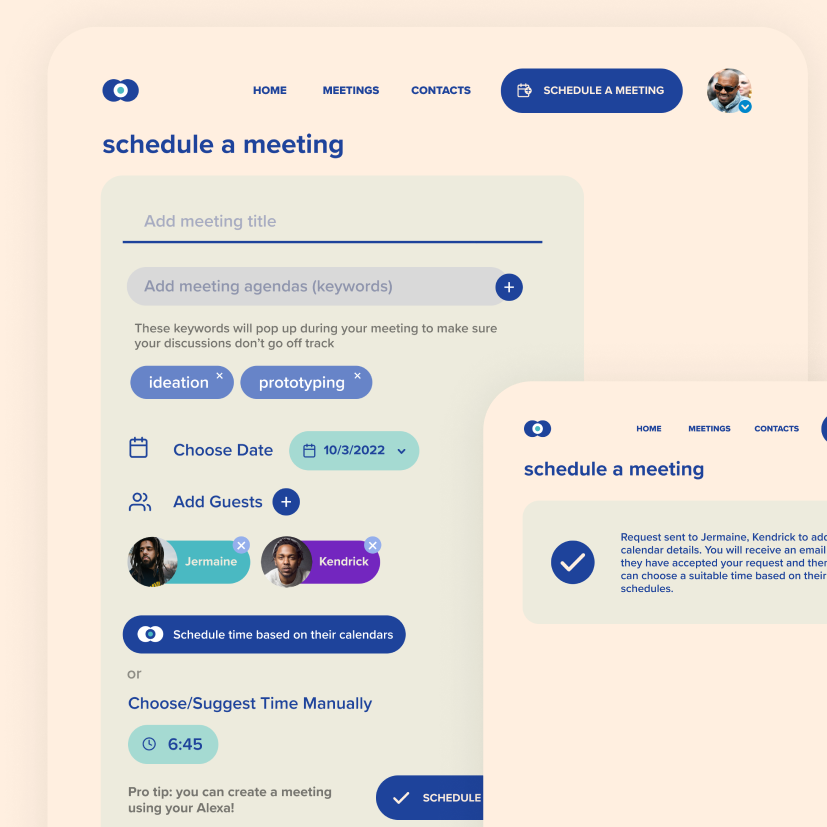 HOME MEETINGS CONTACTS SCHEDULE A MEETING
schedule a meeting
Add meeting title
Add meeting agendas (keywords)
These keywords will pop up during your meeting to make sure
your discussions don't go off track
ideation prototyping
Choose Date 10/3/2022
Add Guests
Jermaine Kendrick
Schedule time based on their calendars
or
Choose/Suggest Time Manually
6:45
Pro tip: you can create a meeting
using your Alexa!
SCHEDULE
HOME MEETINGS CONTACTS
schedule a meeting
Request sent to Jermaine, Kendrick to
calendar details. You will receive an email
they have accepted your request and
can choose a suitable time based on their
schedules.